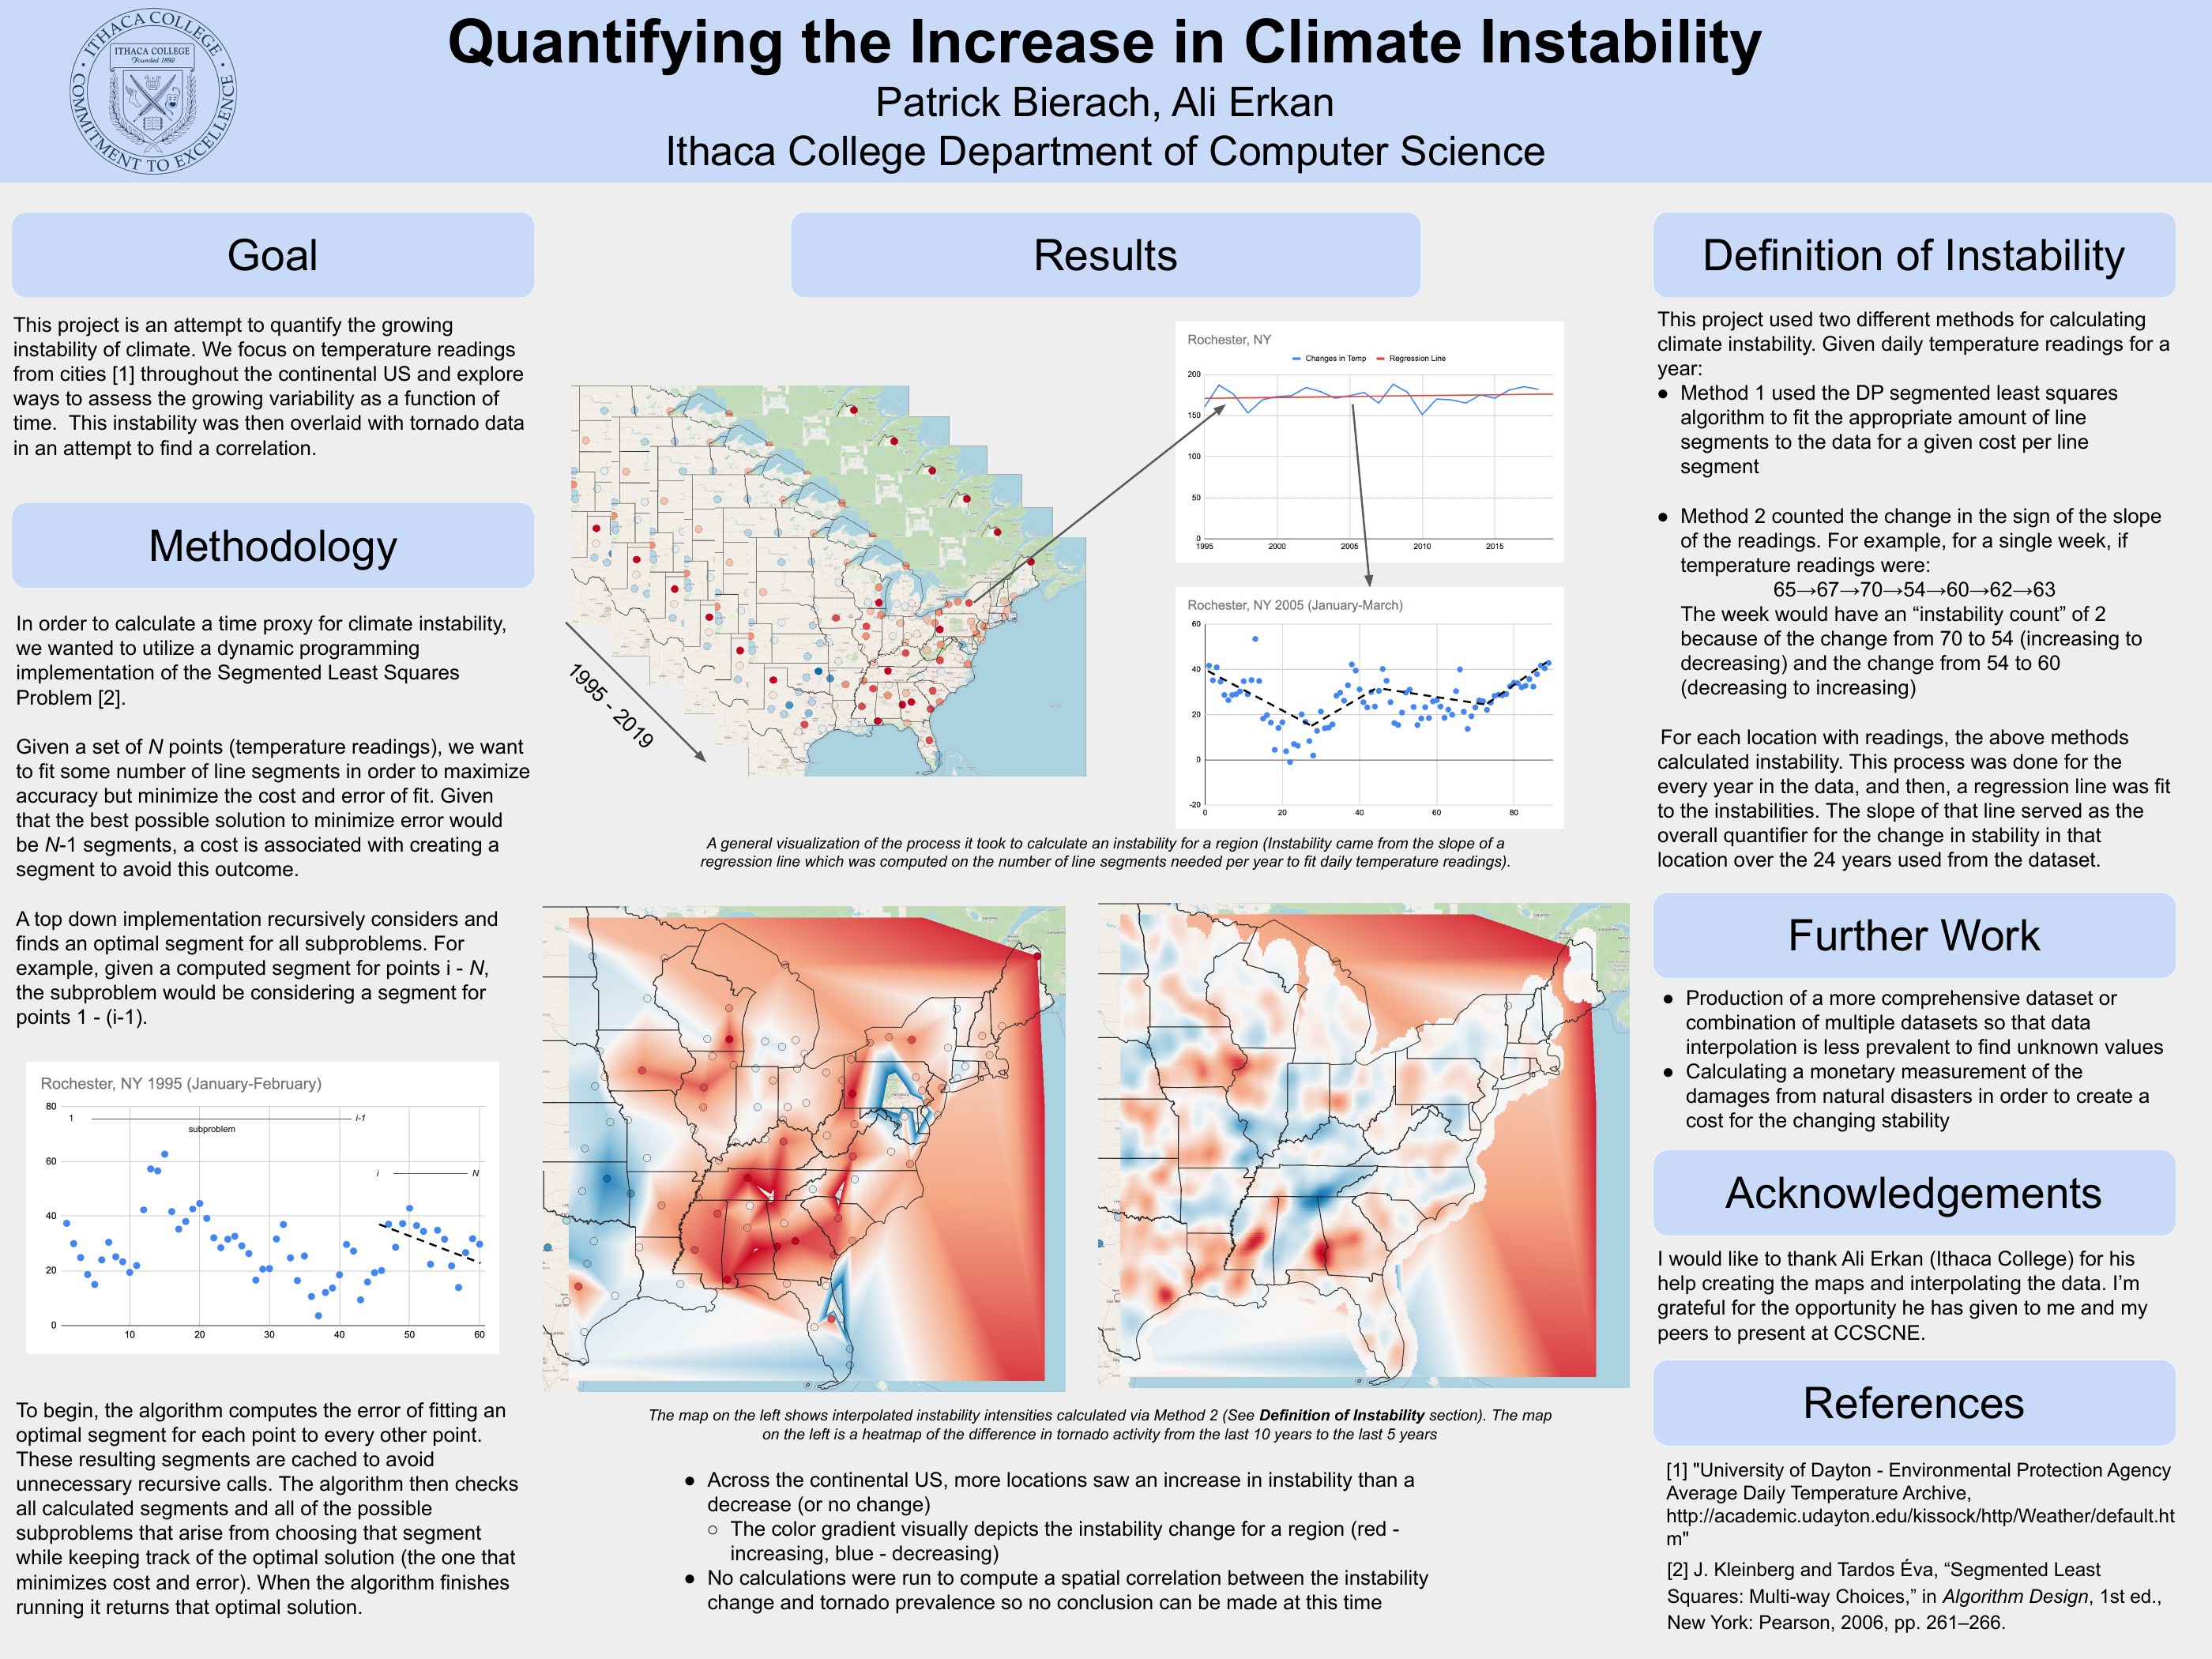 ITHACA COLLEGE
COMMITMENT TO EXCELLENCE
ITHACA COLLEGE
Founded 1892
Quantifying the Increase in Climate Instability
Patrick Bierach, Ali Erkan
Ithaca College Department of Computer Science
Goal
This project is an attempt to quantify the growing
instability of climate. We focus on temperature readings
from cities [1] throughout the continental US and explore
ways to assess the growing variability as a function of
time.  This instability was then overlaid with tornado data
in an attempt to find a correlation.
Methodology
In order to calculate a time proxy for climate instability,
we wanted to utilize a dynamic programming
implementation of the Segmented Least Squares
Problem [2].
Given a set of N points (temperature readings), we want
to fit some number of line segments in order to maximize
accuracy but minimize the cost and error of fit. Given
that the best possible solution to minimize error would
be N-1 segments, a cost is associated with creating a
segment to avoid this outcome.
A top down implementation recursively considers and
finds an optimal segment for all subproblems. For
example, given a computed segment for points i - N,
the subproblem would be considering a segment for
points 1 - (i-1).
Rochester, NY 1995 (January-February)
80
1
i-1
subproblem
60
i
N
40
20
0
10 20 30 40 50 60
To begin, the algorithm computes the error of fitting an
optimal segment for each point to every other point.
These resulting segments are cached to avoid
unnecessary recursive calls. The algorithm then checks
all calculated segments and all of the possible
subproblems that arise from choosing that segment
while keeping track of the optimal solution (the one that
minimizes cost and error). When the algorithm finishes
running it returns that optimal solution.
Results
1995 - 2019
Rochester, NY
Changes in Temp Regression Line
200
150
100
50
0
1995 2000 2005 2010 2015
Rochester, NY 2005 (January-March)
60
40
20
0
-20
0 20 40 60 80
A general visualization of the process it took to calculate an instability for a region (Instability came from the slope of a
regression line which was computed on the number of line segments needed per year to fit daily temperature readings).
The map on the left shows interpolated instability intensities calculated via Method 2 (See Definition of Instability section). The map
on the left is a heatmap of the difference in tornado activity from the last 10 years to the last 5 years
● Across the continental US, more locations saw an increase in instability than a
decrease (or no change)
○ The color gradient visually depicts the instability change for a region (red -
increasing, blue - decreasing)
● No calculations were run to compute a spatial correlation between the instability
change and tornado prevalence so no conclusion can be made at this time
Definition of Instability
This project used two different methods for calculating
climate instability. Given daily temperature readings for a
year:
● Method 1 used the DP segmented least squares
algorithm to fit the appropriate amount of line
segments to the data for a given cost per line
segment
● Method 2 counted the change in the sign of the slope
of the readings. For example, for a single week, if
temperature readings were:
65→67→70→54→60→62→63
The week would have an “instability count” of 2
because of the change from 70 to 54 (increasing to
decreasing) and the change from 54 to 60
(decreasing to increasing)
For each location with readings, the above methods
calculated instability. This process was done for the
every year in the data, and then, a regression line was fit
to the instabilities. The slope of that line served as the
overall quantifier for the change in stability in that
location over the 24 years used from the dataset.
Further Work
● Production of a more comprehensive dataset or
combination of multiple datasets so that data
interpolation is less prevalent to find unknown values
● Calculating a monetary measurement of the
damages from natural disasters in order to create a
cost for the changing stability
Acknowledgements
I would like to thank Ali Erkan (Ithaca College) for his
help creating the maps and interpolating the data. I’m
grateful for the opportunity he has given to me and my
peers to present at CCSCNE.
References
[1] "University of Dayton - Environmental Protection Agency
Average Daily Temperature Archive,
http://academic.udayton.edu/kissock/http/Weather/default.ht
m"
[2] J. Kleinberg and Tardos Éva, “Segmented Least
Squares: Multi-way Choices,” in Algorithm Design, 1st ed.,
New York: Pearson, 2006, pp. 261–266.